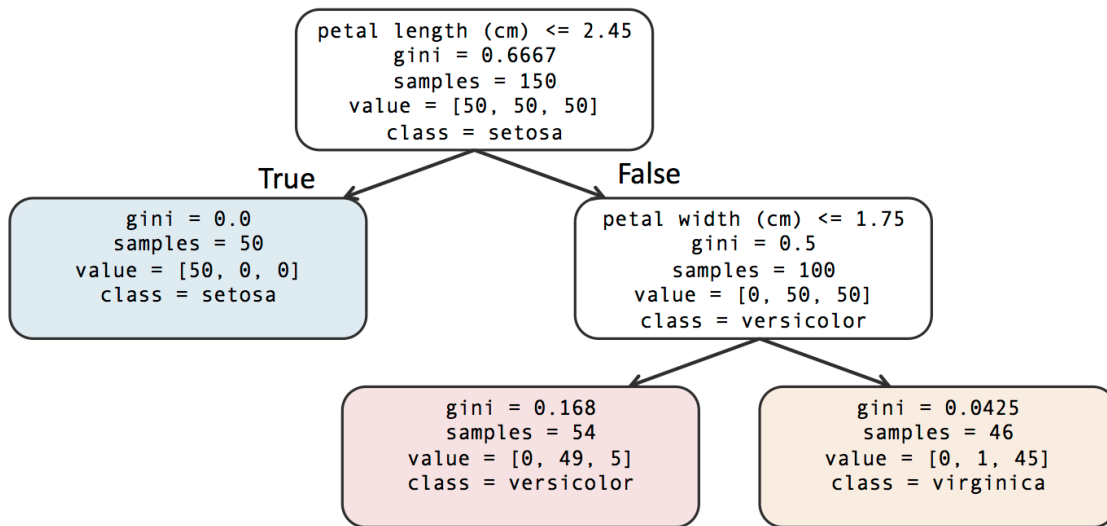 petal length (cm) <= 2.45
gini = 0.6667
samples = 150
value = [50, 50, 50]
class = setosa
True
False
gini = 0.0
samples = 50
value = [50, 0, 0]
class = setosa
petal width (cm) <= 1.75
gini = 0.5
samples = 100
value = [0, 50, 50]
class = versicolor
gini = 0.168
samples = 54
value = [0, 49, 5]
class = versicolor
gini = 0.0425
samples = 46
value = [0, 1, 45]
class = virginica